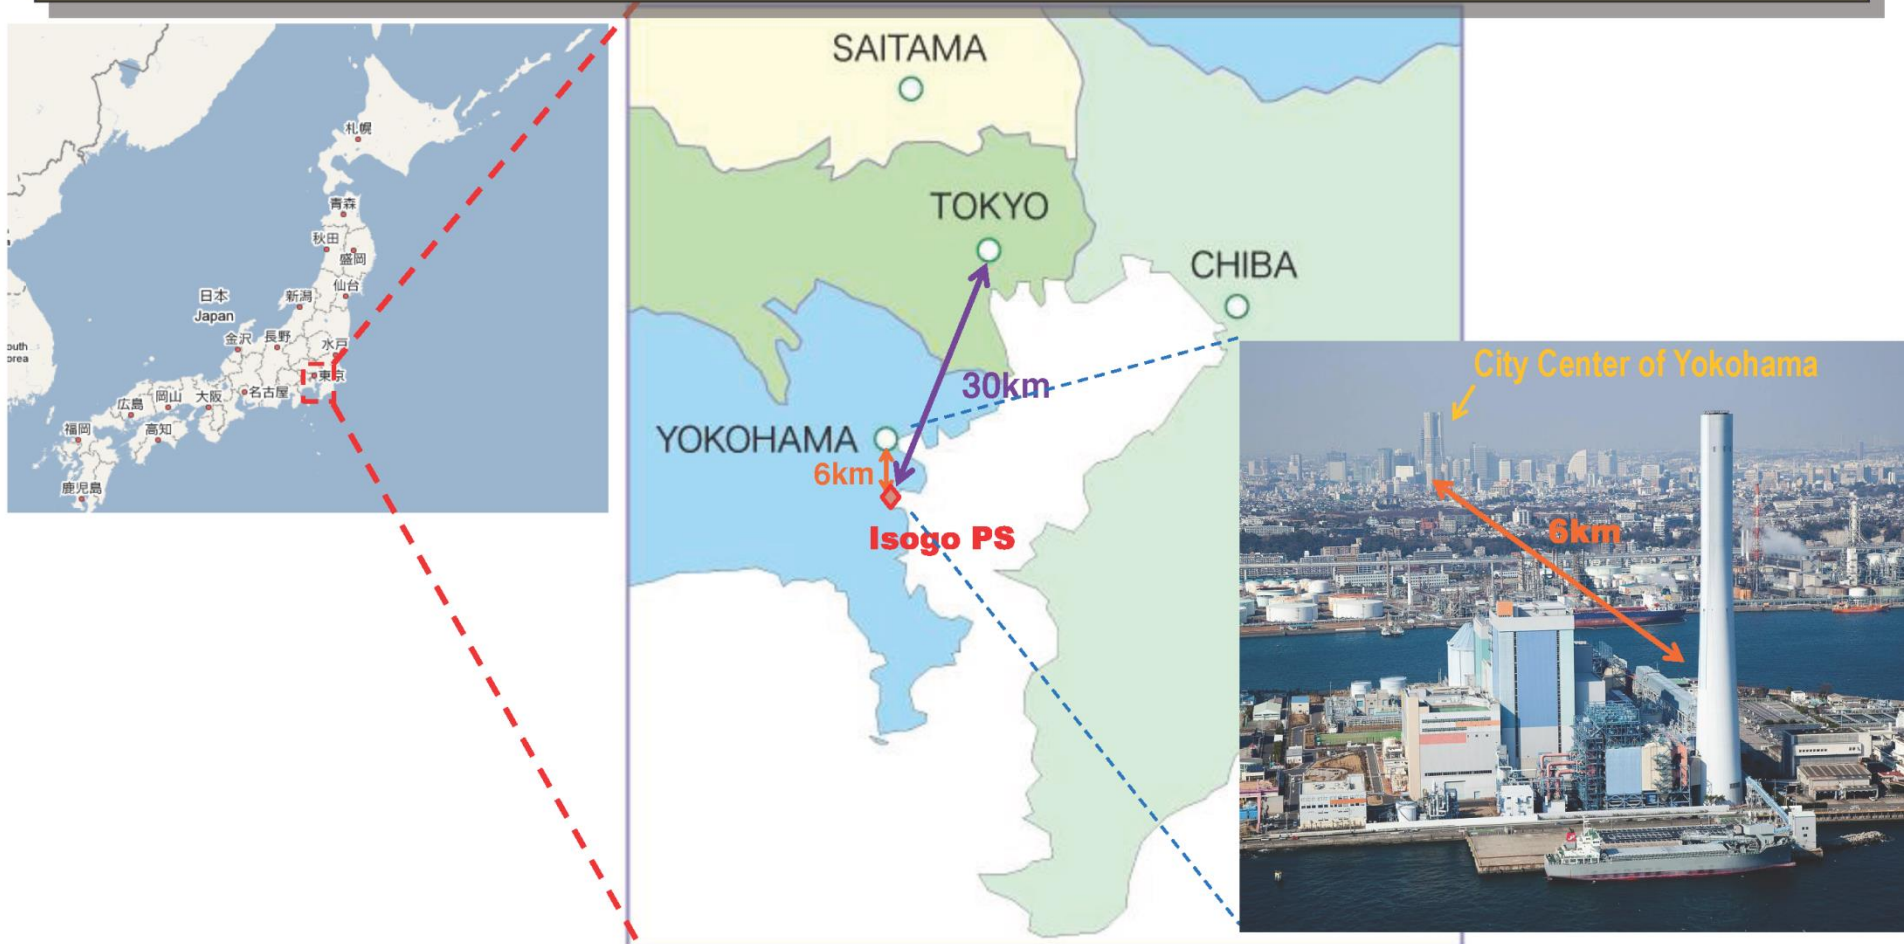 札幌
青森
秋田
盛岡
仙台
新潟
日本
Japan
金沢
長野
水戸
東京
名古屋
大阪
岡山
広島
高知
福岡
鹿児島
outh
orea
SAITAMA
TOKYO
CHIBA
30km
YOKOHAMA
6km
Isogo PS
City Center of Yokohama
6km